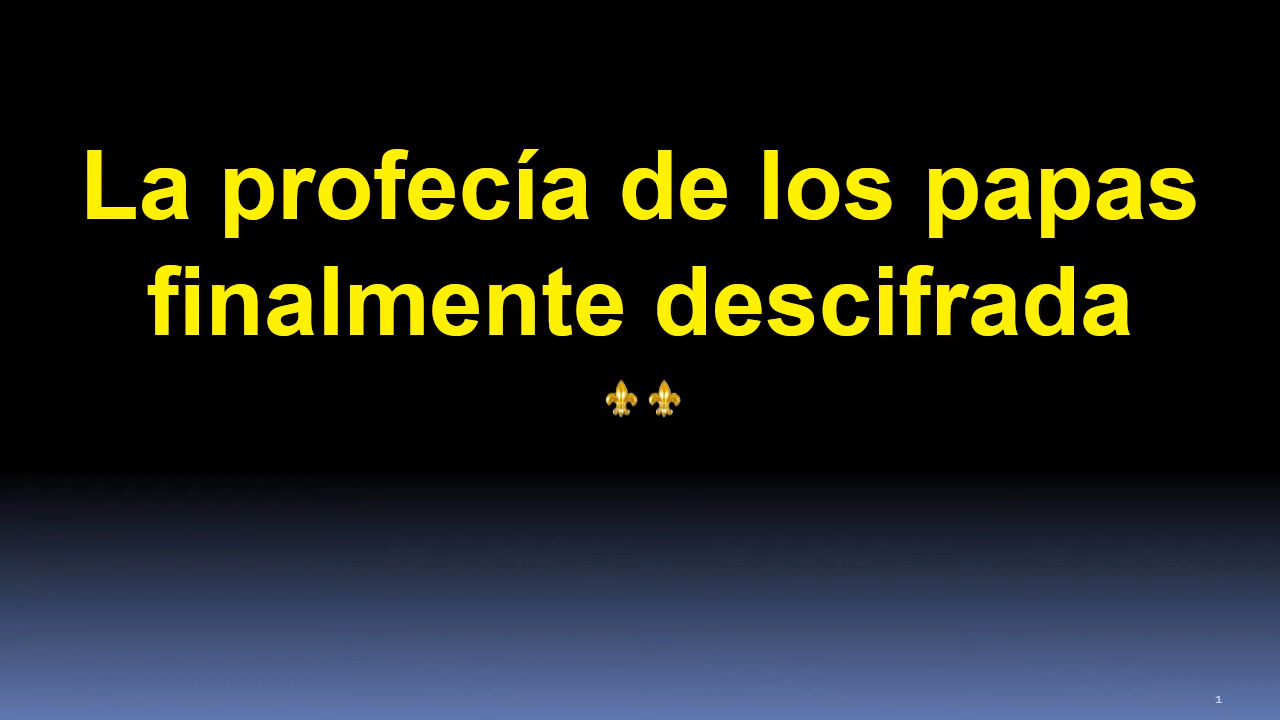 La profecía de los papas
finalmente descifrada
⚜⚜
1